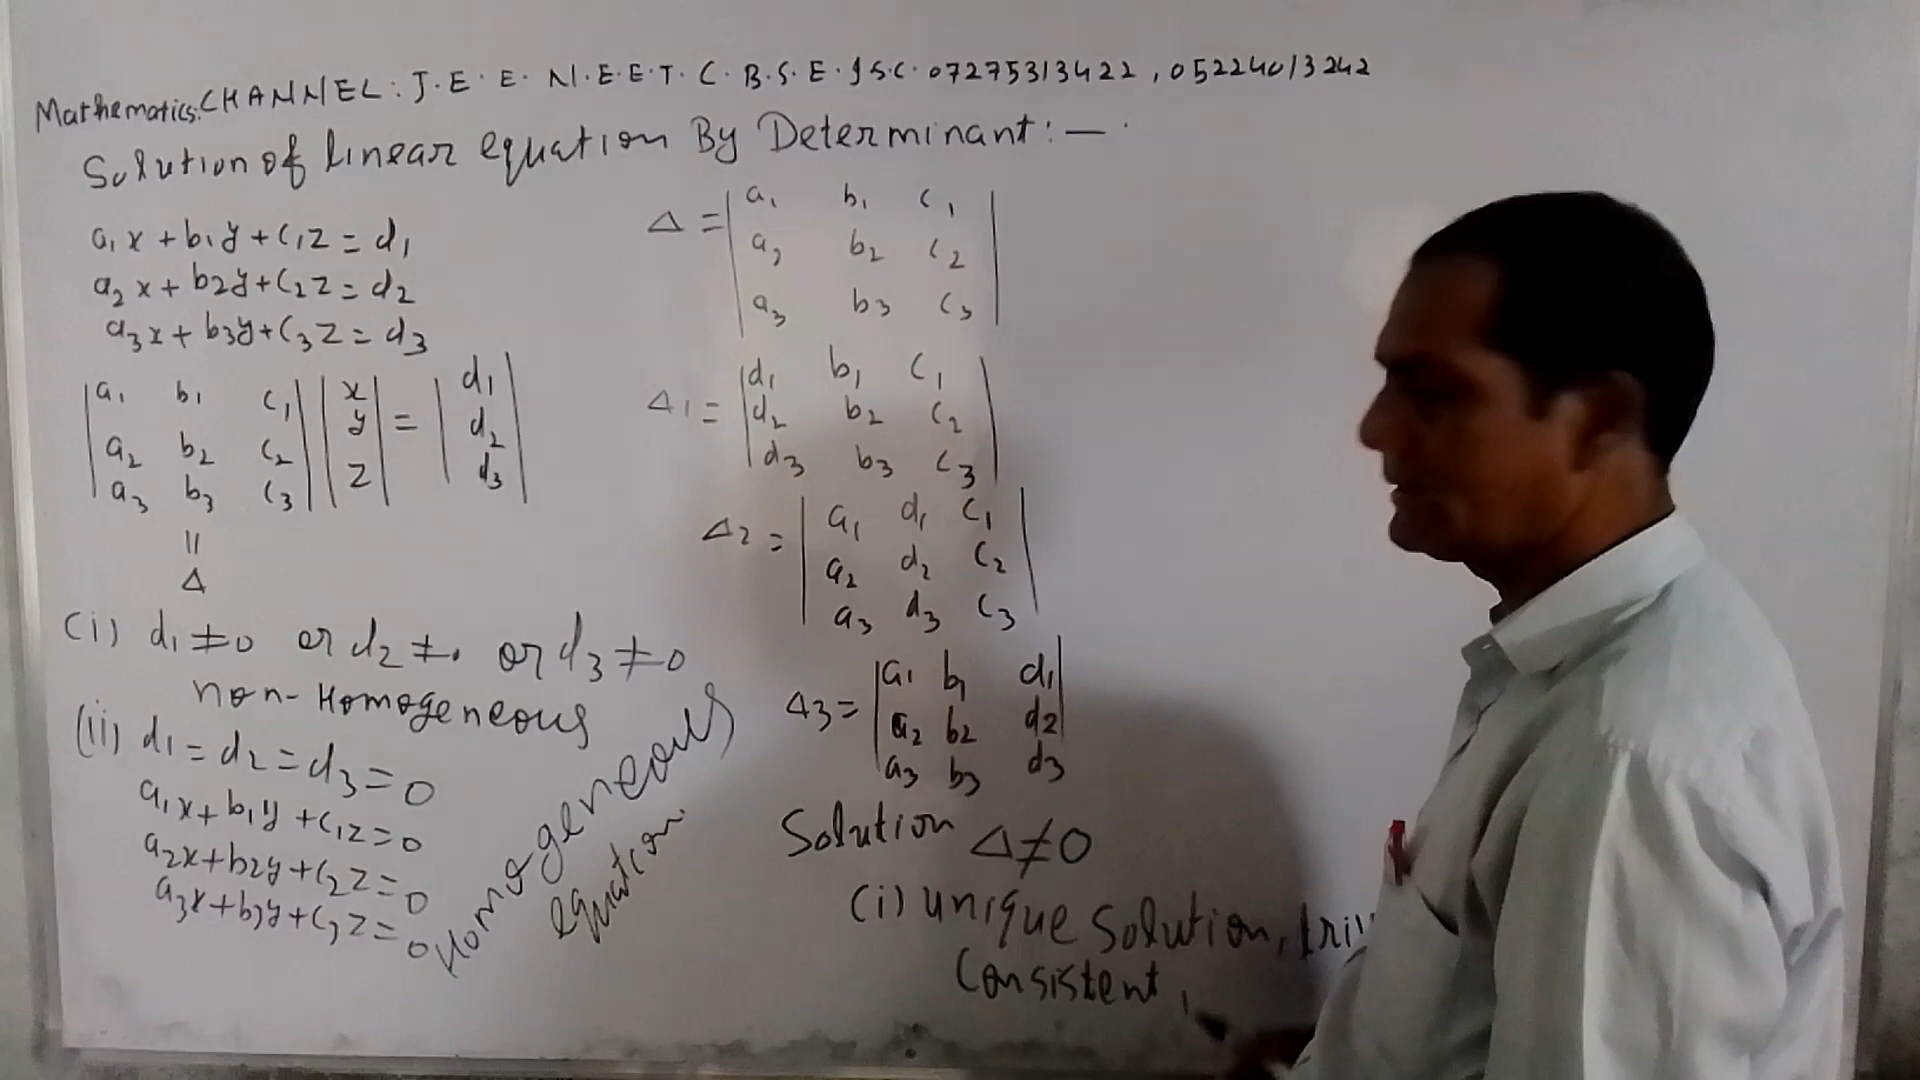 Mathematics:CHANNEL: J.E.E. N.E.E.T. C.B.S.E. I.S.C. 07275313422, 05224013242
Solution of linear equation By Determinant:—
a₁x+b₁y+c₁z=d₁
a₂x+b₂y+c₂z=d₂
a₃x+b₃y+c₃z=d₃
|a₁ b₁ c₁| |x| = |d₁|
|a₂ b₂ c₂| |y| |d₂|
|a₃ b₃ c₃| |z| |d₃|
=
Δ
(i) d₁≠0 or d₂≠0 or d₃≠0
non-Homogeneous
(ii) d₁=d₂=d₃=0
a₁x+b₁y+c₁z=0
a₂x+b₂y+c₂z=0
a₃x+b₃y+c₃z=0
Homogeneous
equation.
Δ = |a₁ b₁ c₁|
|a₂ b₂ c₂|
|a₃ b₃ c₃|
Δ₁ = |d₁ b₁ c₁|
|d₂ b₂ c₂|
|d₃ b₃ c₃|
Δ₂ = |a₁ d₁ c₁|
|a₂ d₂ c₂|
|a₃ d₃ c₃|
Δ₃ = |a₁ b₁ d₁|
|a₂ b₂ d₂|
|a₃ b₃ d₃|
Solution Δ≠0
(i) unique solution,
Consistent,